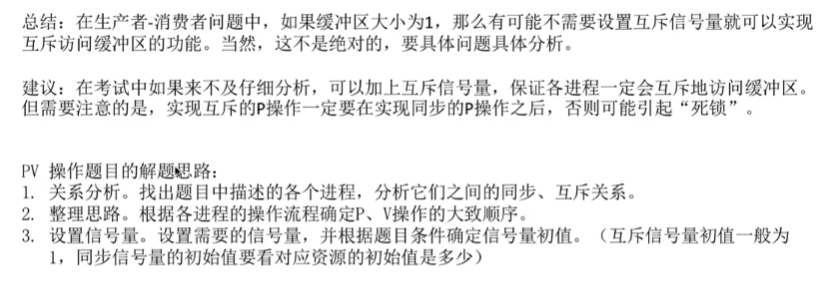 总结：在生产者-消费者问题中，如果缓冲区大小为1，那么有可能不需要设置互斥信号量就可以实现
互斥访问缓冲区的功能。当然，这不是绝对的，要具体问题具体分析。
建议：在考试中如果来不及仔细分析，可以加上互斥信号量，保证各进程一定会互斥地访问缓冲区。
但需要注意的是，实现互斥的P操作一定要在实现同步的P操作之后，否则可能引起“死锁”。
PV 操作题目的解题思路：
1. 关系分析。找出题目中描述的各个进程，分析它们之间的同步、互斥关系。
2. 整理思路。根据各进程的操作流程确定P、V操作的大致顺序。
3. 设置信号量。设置需要的信号量，并根据题目条件确定信号量初值。（互斥信号量初值一般为
1，同步信号量的初始值要看对应资源的初始值是多少）